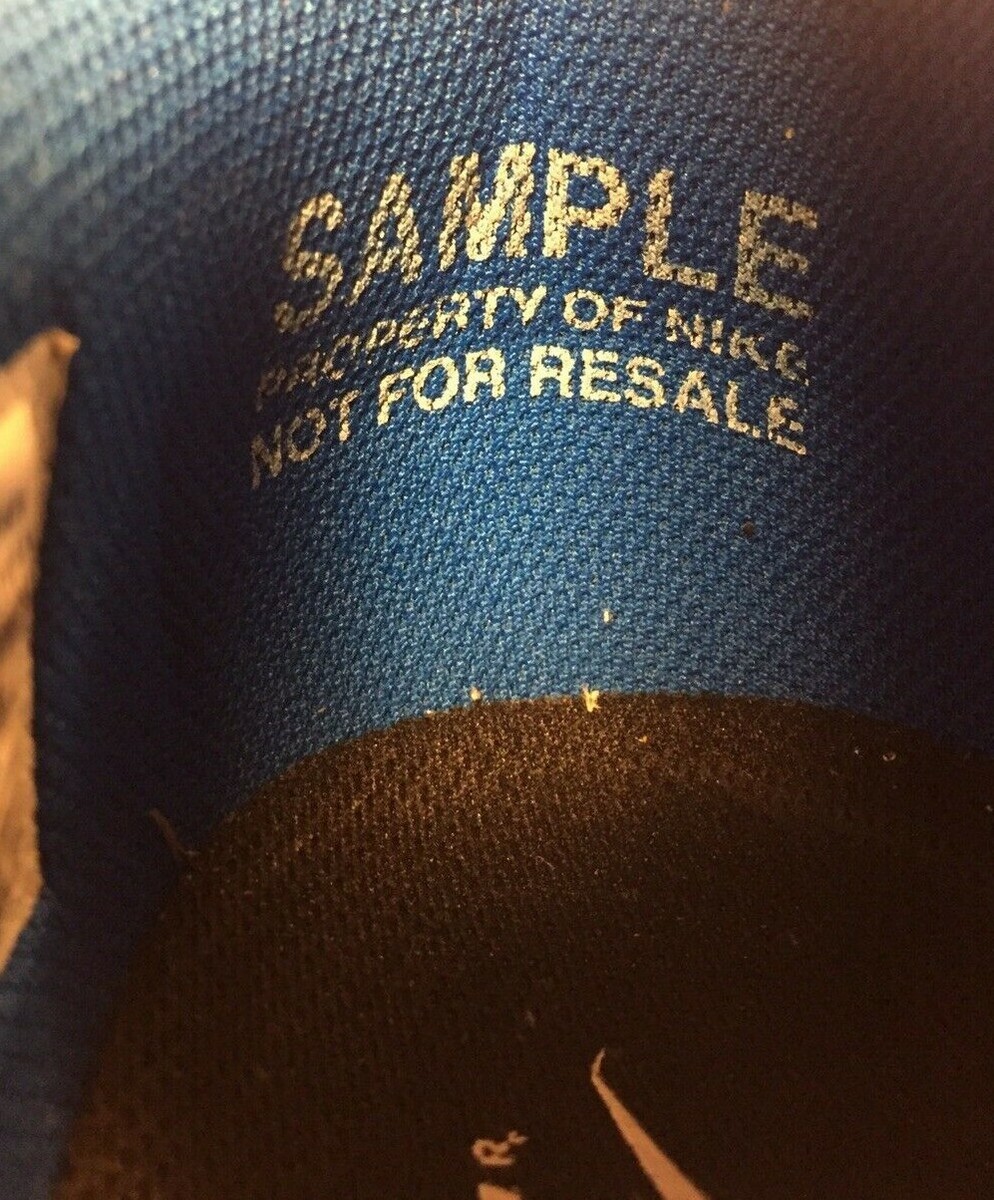 SAMPLE
PROPERTY OF NIKE
NOT FOR RESALE